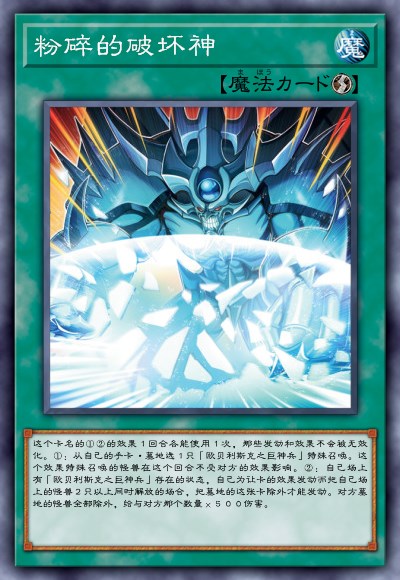 粉碎的破坏神
魔
【魔法カード】
まほう
这个卡名的①②的效果1回合各能使用1次,那些发动和效果不会被无效
化。①:从自己的手卡·墓地选1只「欧贝利斯克之巨神兵」特殊召唤。这
个效果特殊召唤的怪兽在这个回合不受对方的效果影响。②:自己场上
有「欧贝利斯克之巨神兵」存在的状态,自己为让卡的效果发动而把自己场
上的怪兽2只以上同时解放的场合,把墓地的这张卡除外才能发动。对方墓
地的怪兽全部除外,给与对方那个数量×500伤害。